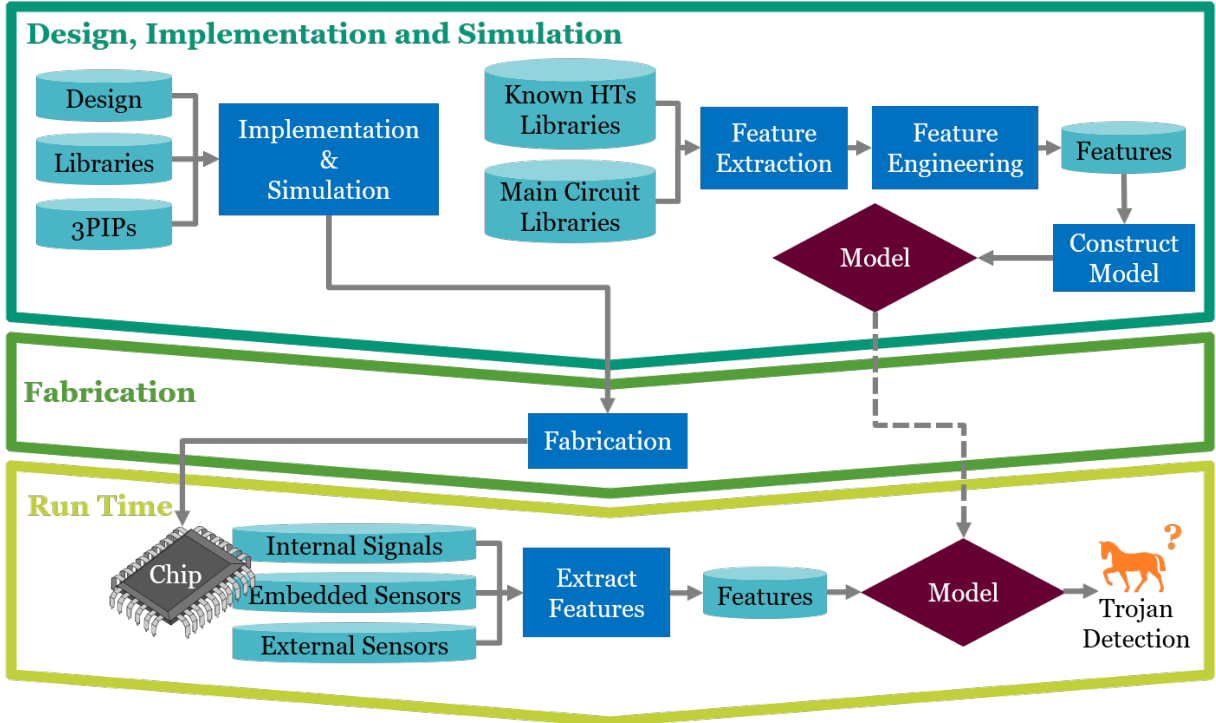 Design, Implementation and Simulation
Design
Libraries
3PIPs
Implementation
&
Simulation
Known HTs
Libraries
Main Circuit
Libraries
Feature
Extraction
Feature
Engineering
Features
Construct
Model
Model
Fabrication
Fabrication
Run Time
Chip
Internal Signals
Embedded Sensors
External Sensors
Extract
Features
Features
Model
?
Trojan
Detection